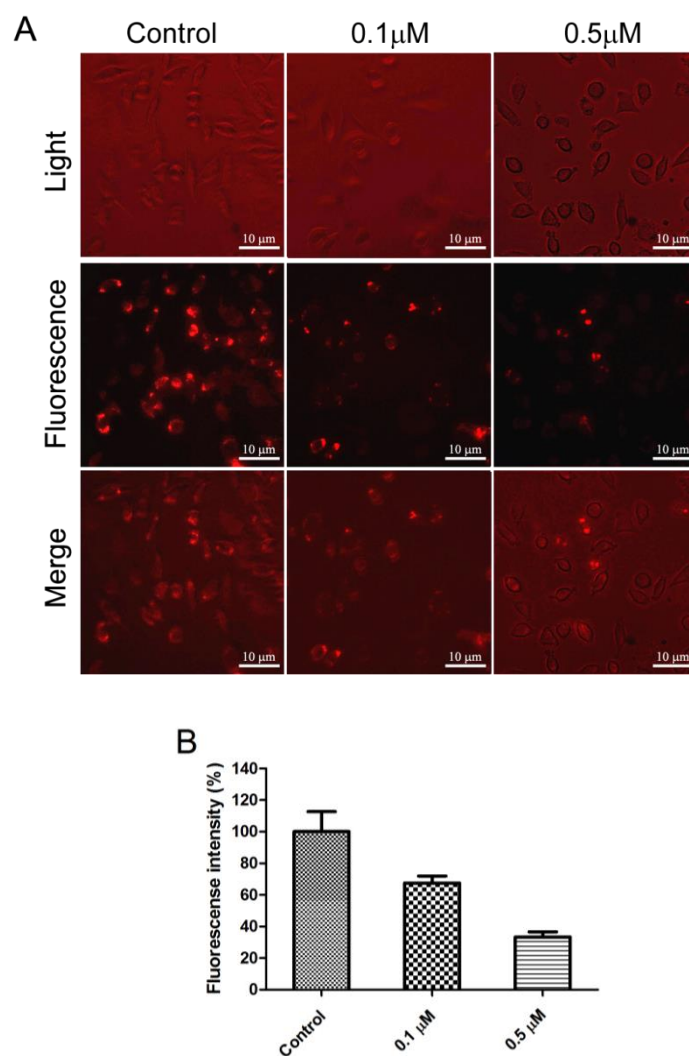 A
Control 0.1μM 0.5μM
Light
10 μm 10 μm 10 μm
Fluorescence
10 μm 10 μm 10 μm
Merge
10 μm 10 μm 10 μm
B
Fluorescense intensity (%)
140
120
100
80
60
40
20
0
Control 0.1 μM 0.5 μM